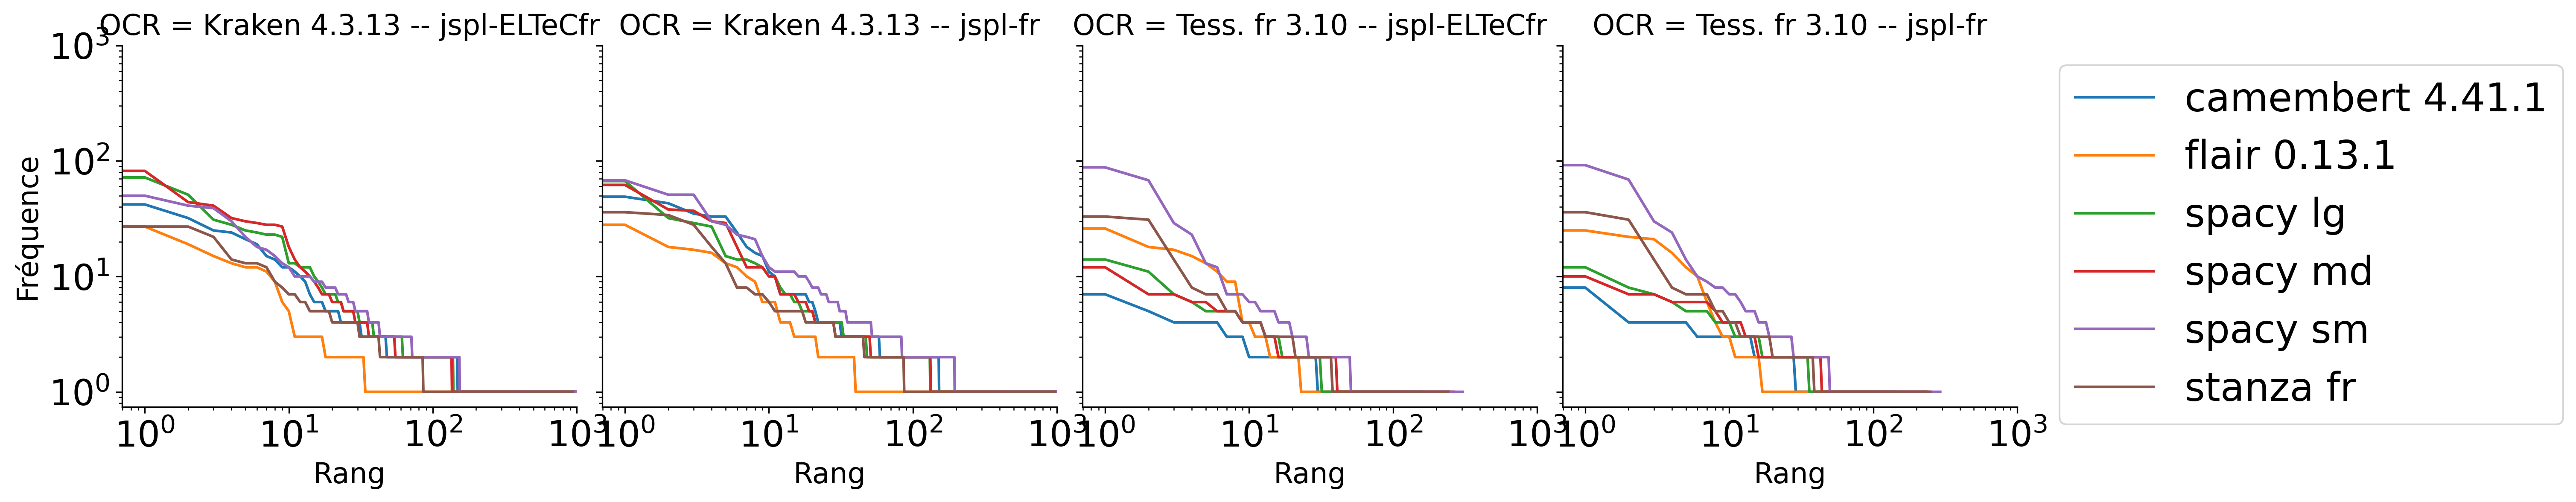 OCR = Kraken 4.3.13 -- jspl-ELTeCfr
OCR = Kraken 4.3.13 -- jspl-fr
OCR = Tess. fr 3.10 -- jspl-ELTeCfr
OCR = Tess. fr 3.10 -- jspl-fr
10³
10²
10¹
10⁰
Fréquence
10⁰ 10¹ 10² 10³
10⁰ 10¹ 10² 10³
10⁰ 10¹ 10² 10³
10⁰ 10¹ 10² 10³
Rang
Rang
Rang
Rang
camembert 4.41.1
flair 0.13.1
spacy lg
spacy md
spacy sm
stanza fr